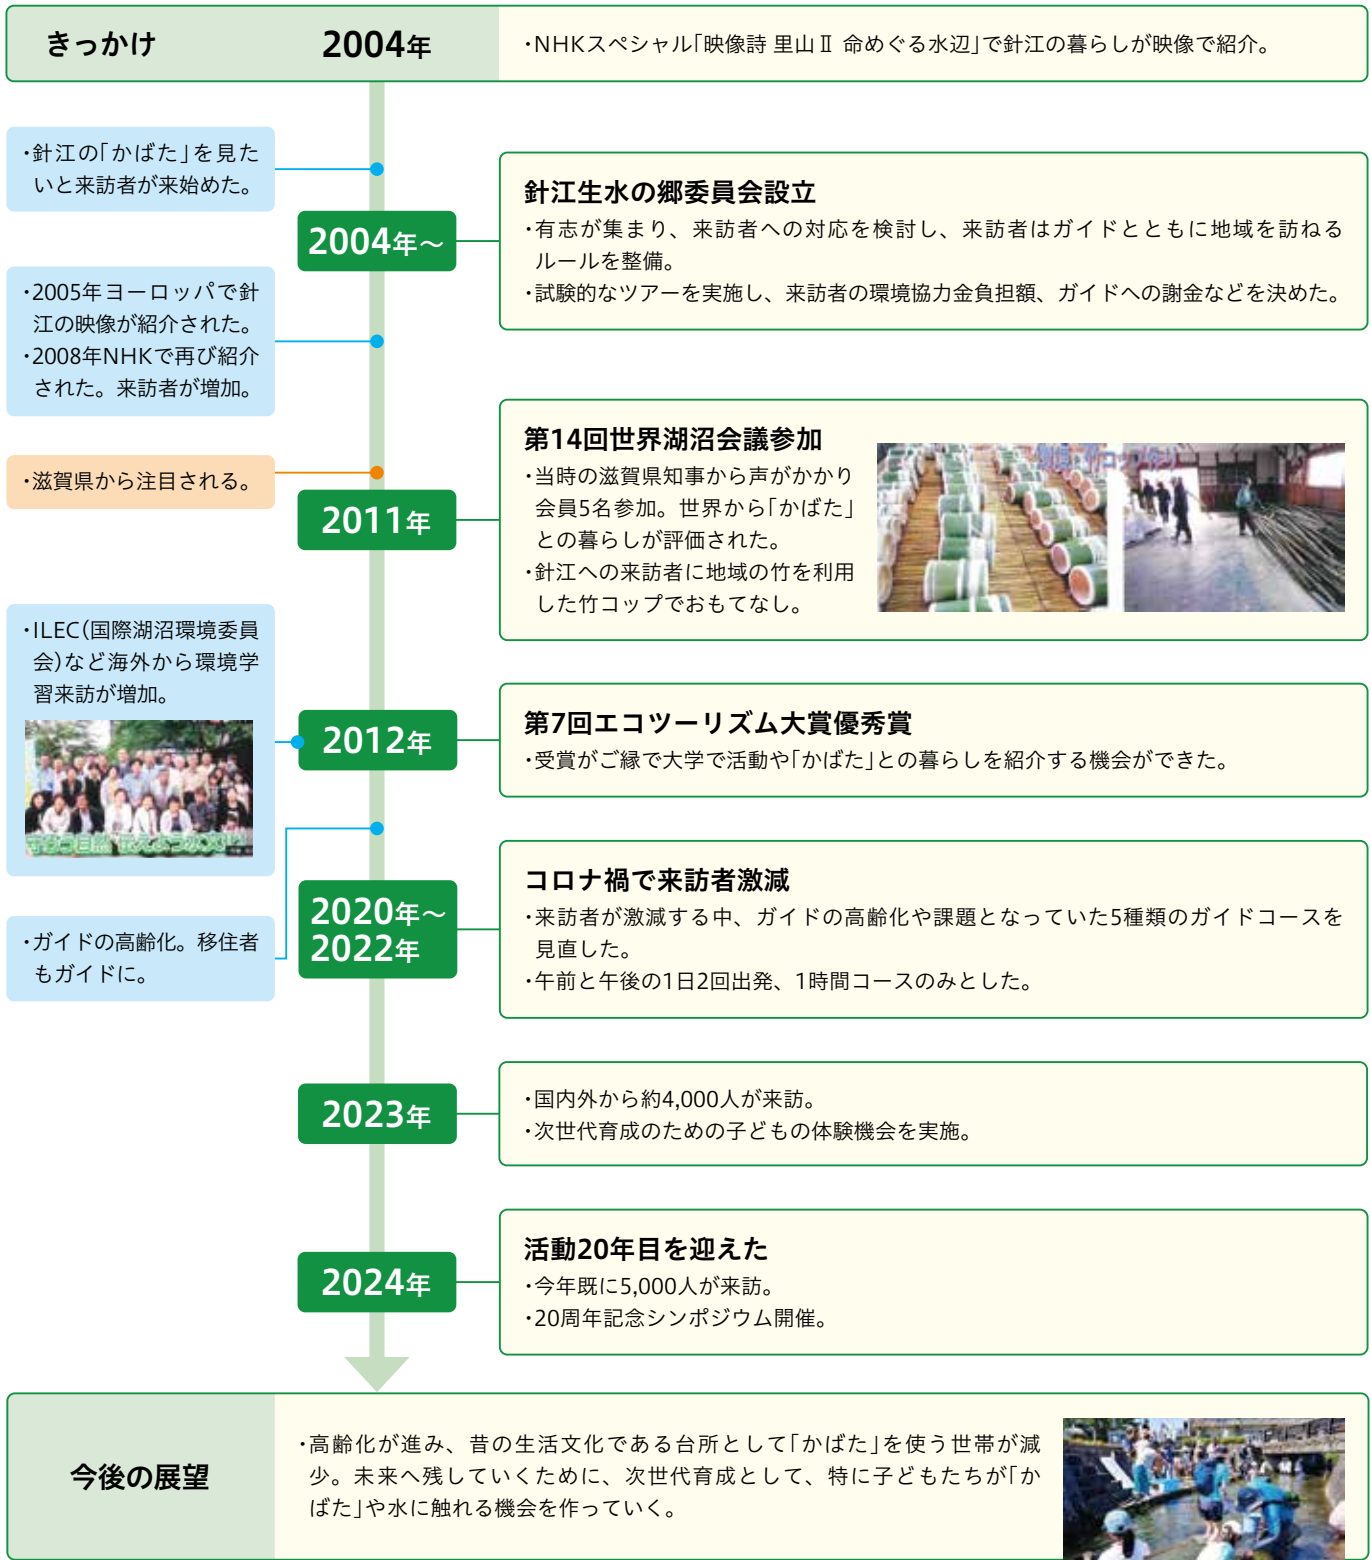 きっかけ 2004年
・NHKスペシャル「映像詩 里山Ⅱ 命めぐる水辺」で針江の暮らしが映像で紹介。
・針江の「かばた」を見た
いと来訪者が来始めた。
2004年～
針江生水の郷委員会設立
・有志が集まり、来訪者への対応を検討し、来訪者はガイドとともに地域を訪ねる
ルールを整備。
・試験的なツアーを実施し、来訪者の環境協力金負担額、ガイドへの謝金などを決めた。
・2005年ヨーロッパで針
江の映像が紹介された。
・2008年NHKで再び紹介
された。来訪者が増加。
・滋賀県から注目される。
2011年
第14回世界湖沼会議参加
・当時の滋賀県知事から声がかかり
会員5名参加。世界から「かばた」
との暮らしが評価された。
・針江への来訪者に地域の竹を利用
した竹コップでおもてなし。
・ILEC(国際湖沼環境委員
会)など海外から環境学
習来訪が増加。
2012年
第7回エコツーリズム大賞優秀賞
・受賞がご縁で大学で活動や「かばた」との暮らしを紹介する機会ができた。
・ガイドの高齢化。移住者
もガイドに。
2020年～
2022年
コロナ禍で来訪者激減
・来訪者が激減する中、ガイドの高齢化や課題となっていた5種類のガイドコースを
見直した。
・午前と午後の1日2回出発、1時間コースのみとした。
2023年
・国内外から約4,000人が来訪。
・次世代育成のための子どもの体験機会を実施。
2024年
活動20年目を迎えた
・今年既に5,000人が来訪。
・20周年記念シンポジウム開催。
今後の展望
・高齢化が進み、昔の生活文化である台所として「かばた」を使う世帯が減
少。未来へ残していくために、次世代育成として、特に子どもたちが「か
ばた」や水に触れる機会を作っていく。